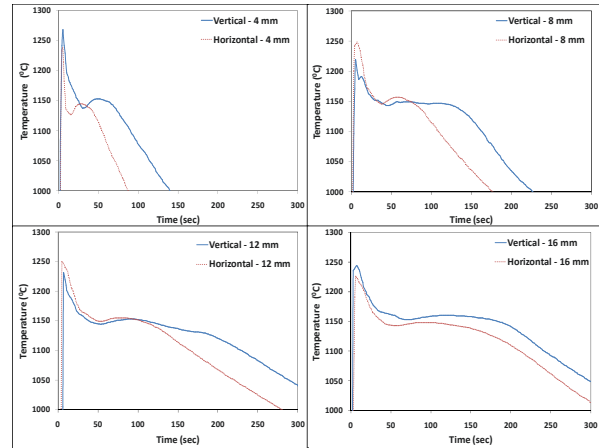 1300
1250
1200
1150
1100
1050
1000
Temperature (⁰C)
Vertical - 4 mm
Horizontal - 4 mm
0 50 100 150 200 250 300
Time (sec)
1300
1250
1200
1150
1100
1050
1000
Temperature (⁰C)
Vertical - 8 mm
Horizontal - 8 mm
0 50 100 150 200 250 300
Time (sec)
1300
1250
1200
1150
1100
1050
1000
Temperature (⁰C)
Vertical - 12 mm
Horizontal - 12 mm
0 50 100 150 200 250 300
Time (sec)
1300
1250
1200
1150
1100
1050
1000
Temperature (⁰C)
Vertical - 16 mm
Horizontal - 16 mm
0 50 100 150 200 250 300
Time (sec)